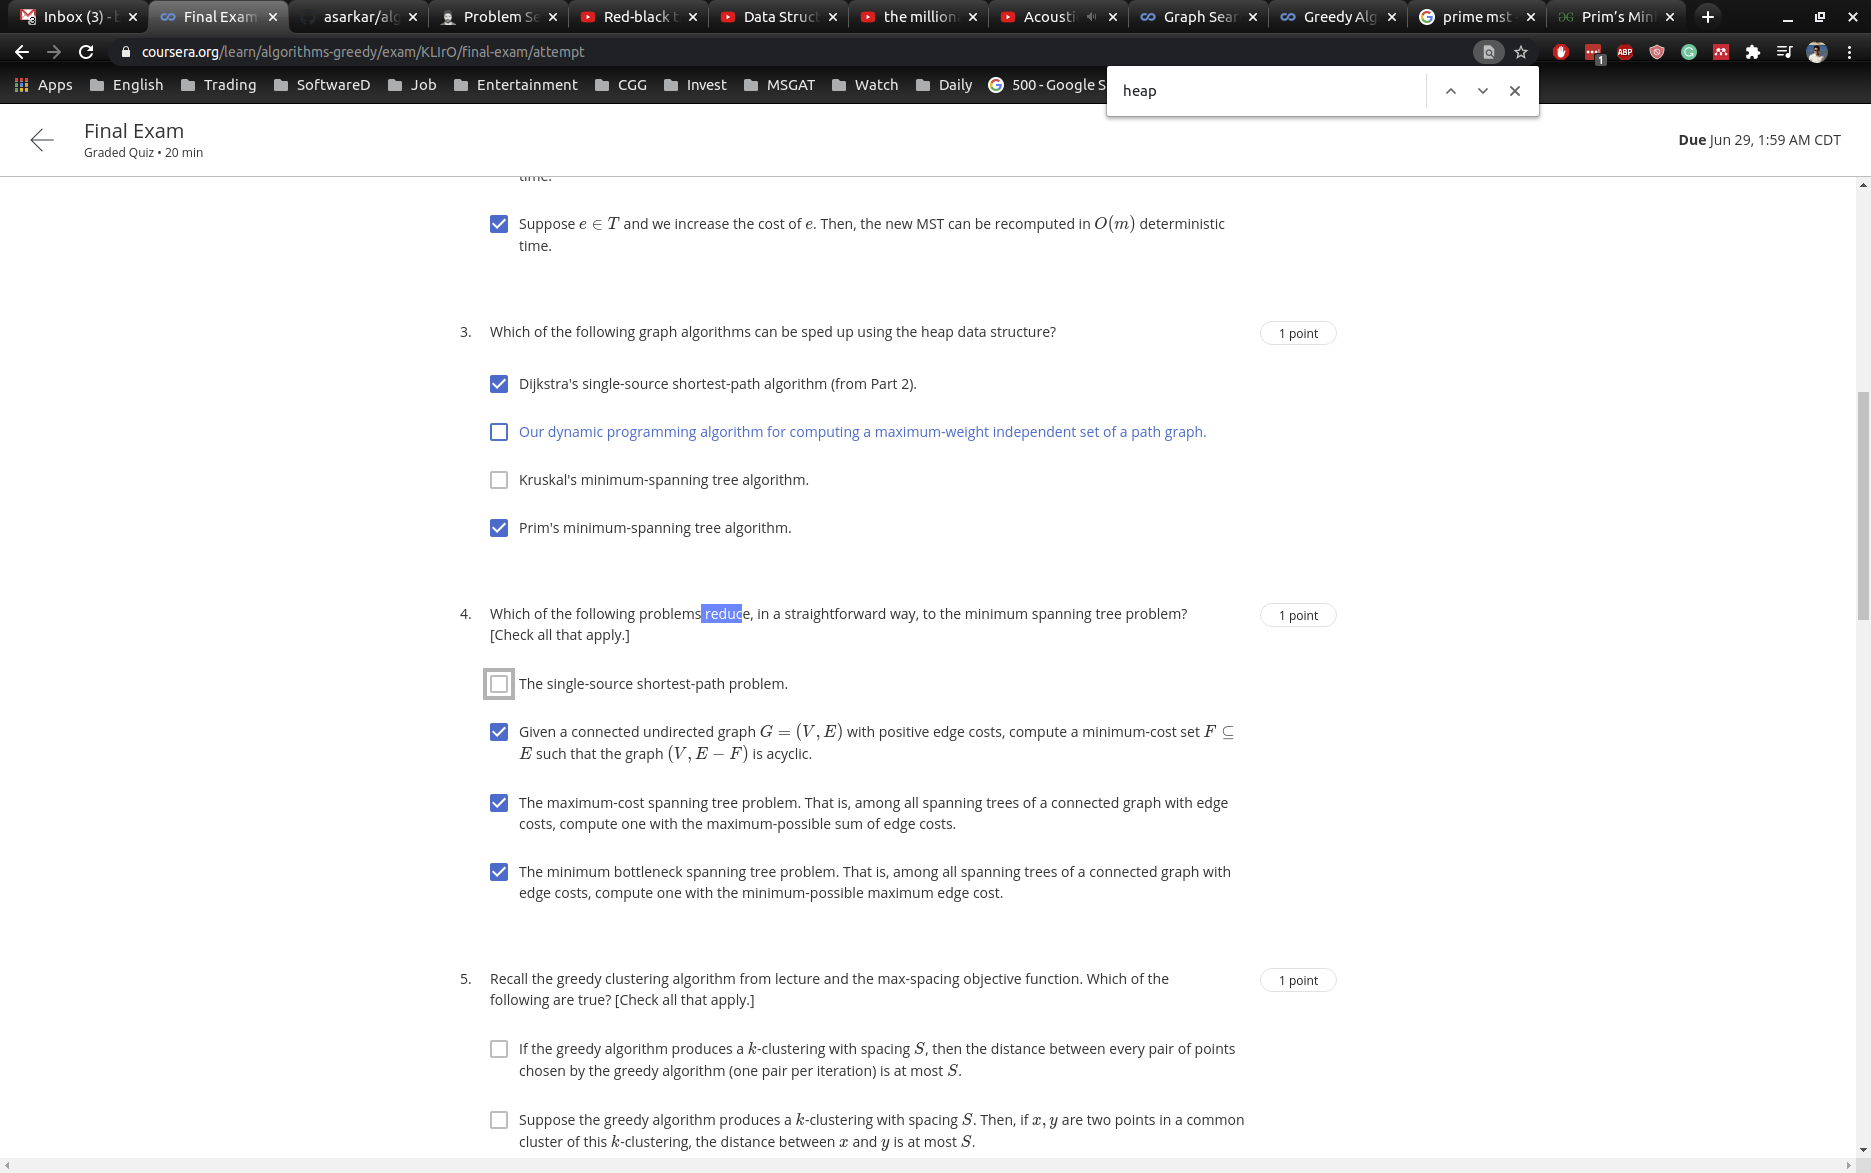 Inbox (3) - b
Final Exam
asarkar/alg
Problem Se
Red-black t
Data Struct
the million
Acousti
Graph Sear
Greedy Alg
prime mst
Prim's Mini
coursera.org/learn/algorithms-greedy/exam/KLIrO/final-exam/attempt
ABP
1
Apps English Trading SoftwareD Job Entertainment CGG Invest MSGAT Watch Daily 500 - Google S
heap
Final Exam
Graded Quiz • 20 min
Due Jun 29, 1:59 AM CDT
time.
Suppose e ∈ T and we increase the cost of e. Then, the new MST can be recomputed in O(m) deterministic
time.
3. Which of the following graph algorithms can be sped up using the heap data structure?
1 point
Dijkstra's single-source shortest-path algorithm (from Part 2).
Our dynamic programming algorithm for computing a maximum-weight independent set of a path graph.
Kruskal's minimum-spanning tree algorithm.
Prim's minimum-spanning tree algorithm.
4. Which of the following problems reduce, in a straightforward way, to the minimum spanning tree problem?
[Check all that apply.]
1 point
The single-source shortest-path problem.
Given a connected undirected graph G = (V, E) with positive edge costs, compute a minimum-cost set F ⊆
E such that the graph (V, E − F) is acyclic.
The maximum-cost spanning tree problem. That is, among all spanning trees of a connected graph with edge
costs, compute one with the maximum-possible sum of edge costs.
The minimum bottleneck spanning tree problem. That is, among all spanning trees of a connected graph with
edge costs, compute one with the minimum-possible maximum edge cost.
5. Recall the greedy clustering algorithm from lecture and the max-spacing objective function. Which of the
following are true? [Check all that apply.]
1 point
If the greedy algorithm produces a k-clustering with spacing S, then the distance between every pair of points
chosen by the greedy algorithm (one pair per iteration) is at most S.
Suppose the greedy algorithm produces a k-clustering with spacing S. Then, if x, y are two points in a common
cluster of this k-clustering, the distance between x and y is at most S.